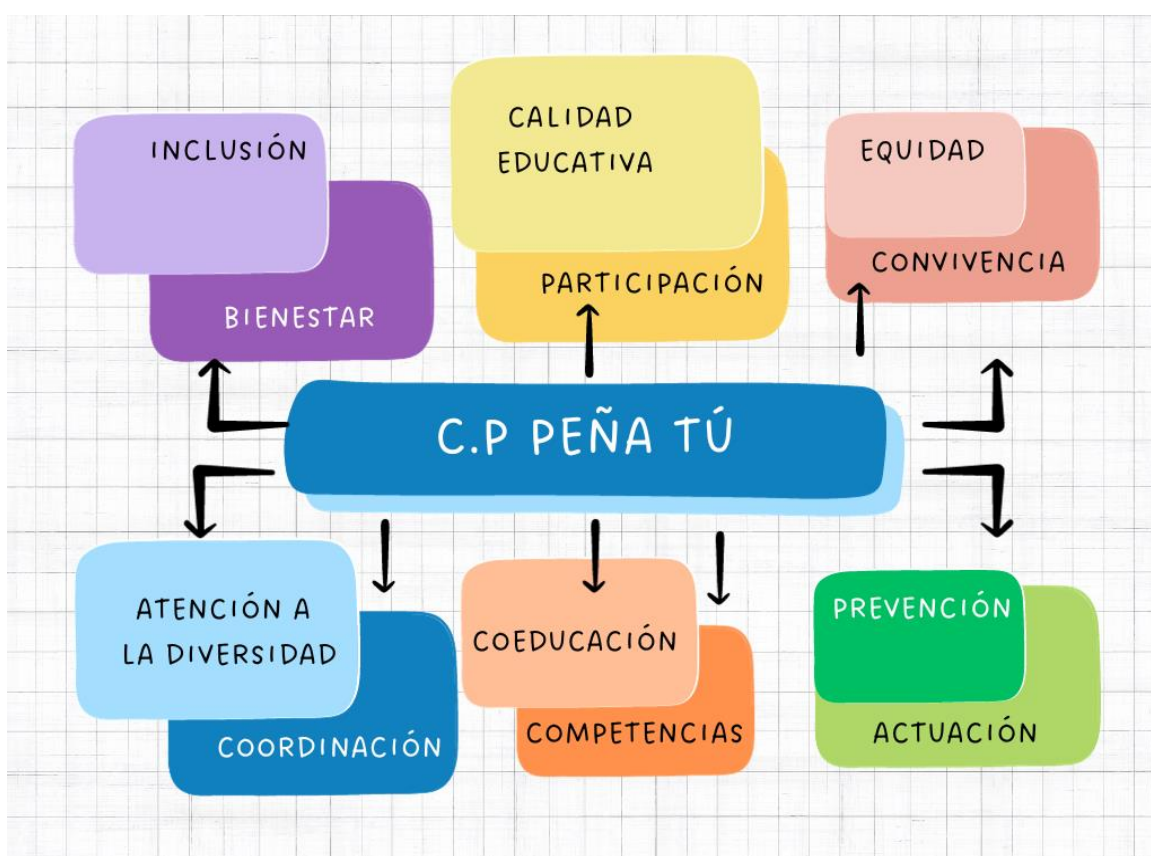 INCLUSIÓN
BIENESTAR
CALIDAD
EDUCATIVA
PARTICIPACIÓN
EQUIDAD
CONVIVENCIA
C.P PEÑA TÚ
ATENCIÓN A
LA DIVERSIDAD
COORDINACIÓN
COEDUCACIÓN
COMPETENCIAS
PREVENCIÓN
ACTUACIÓN